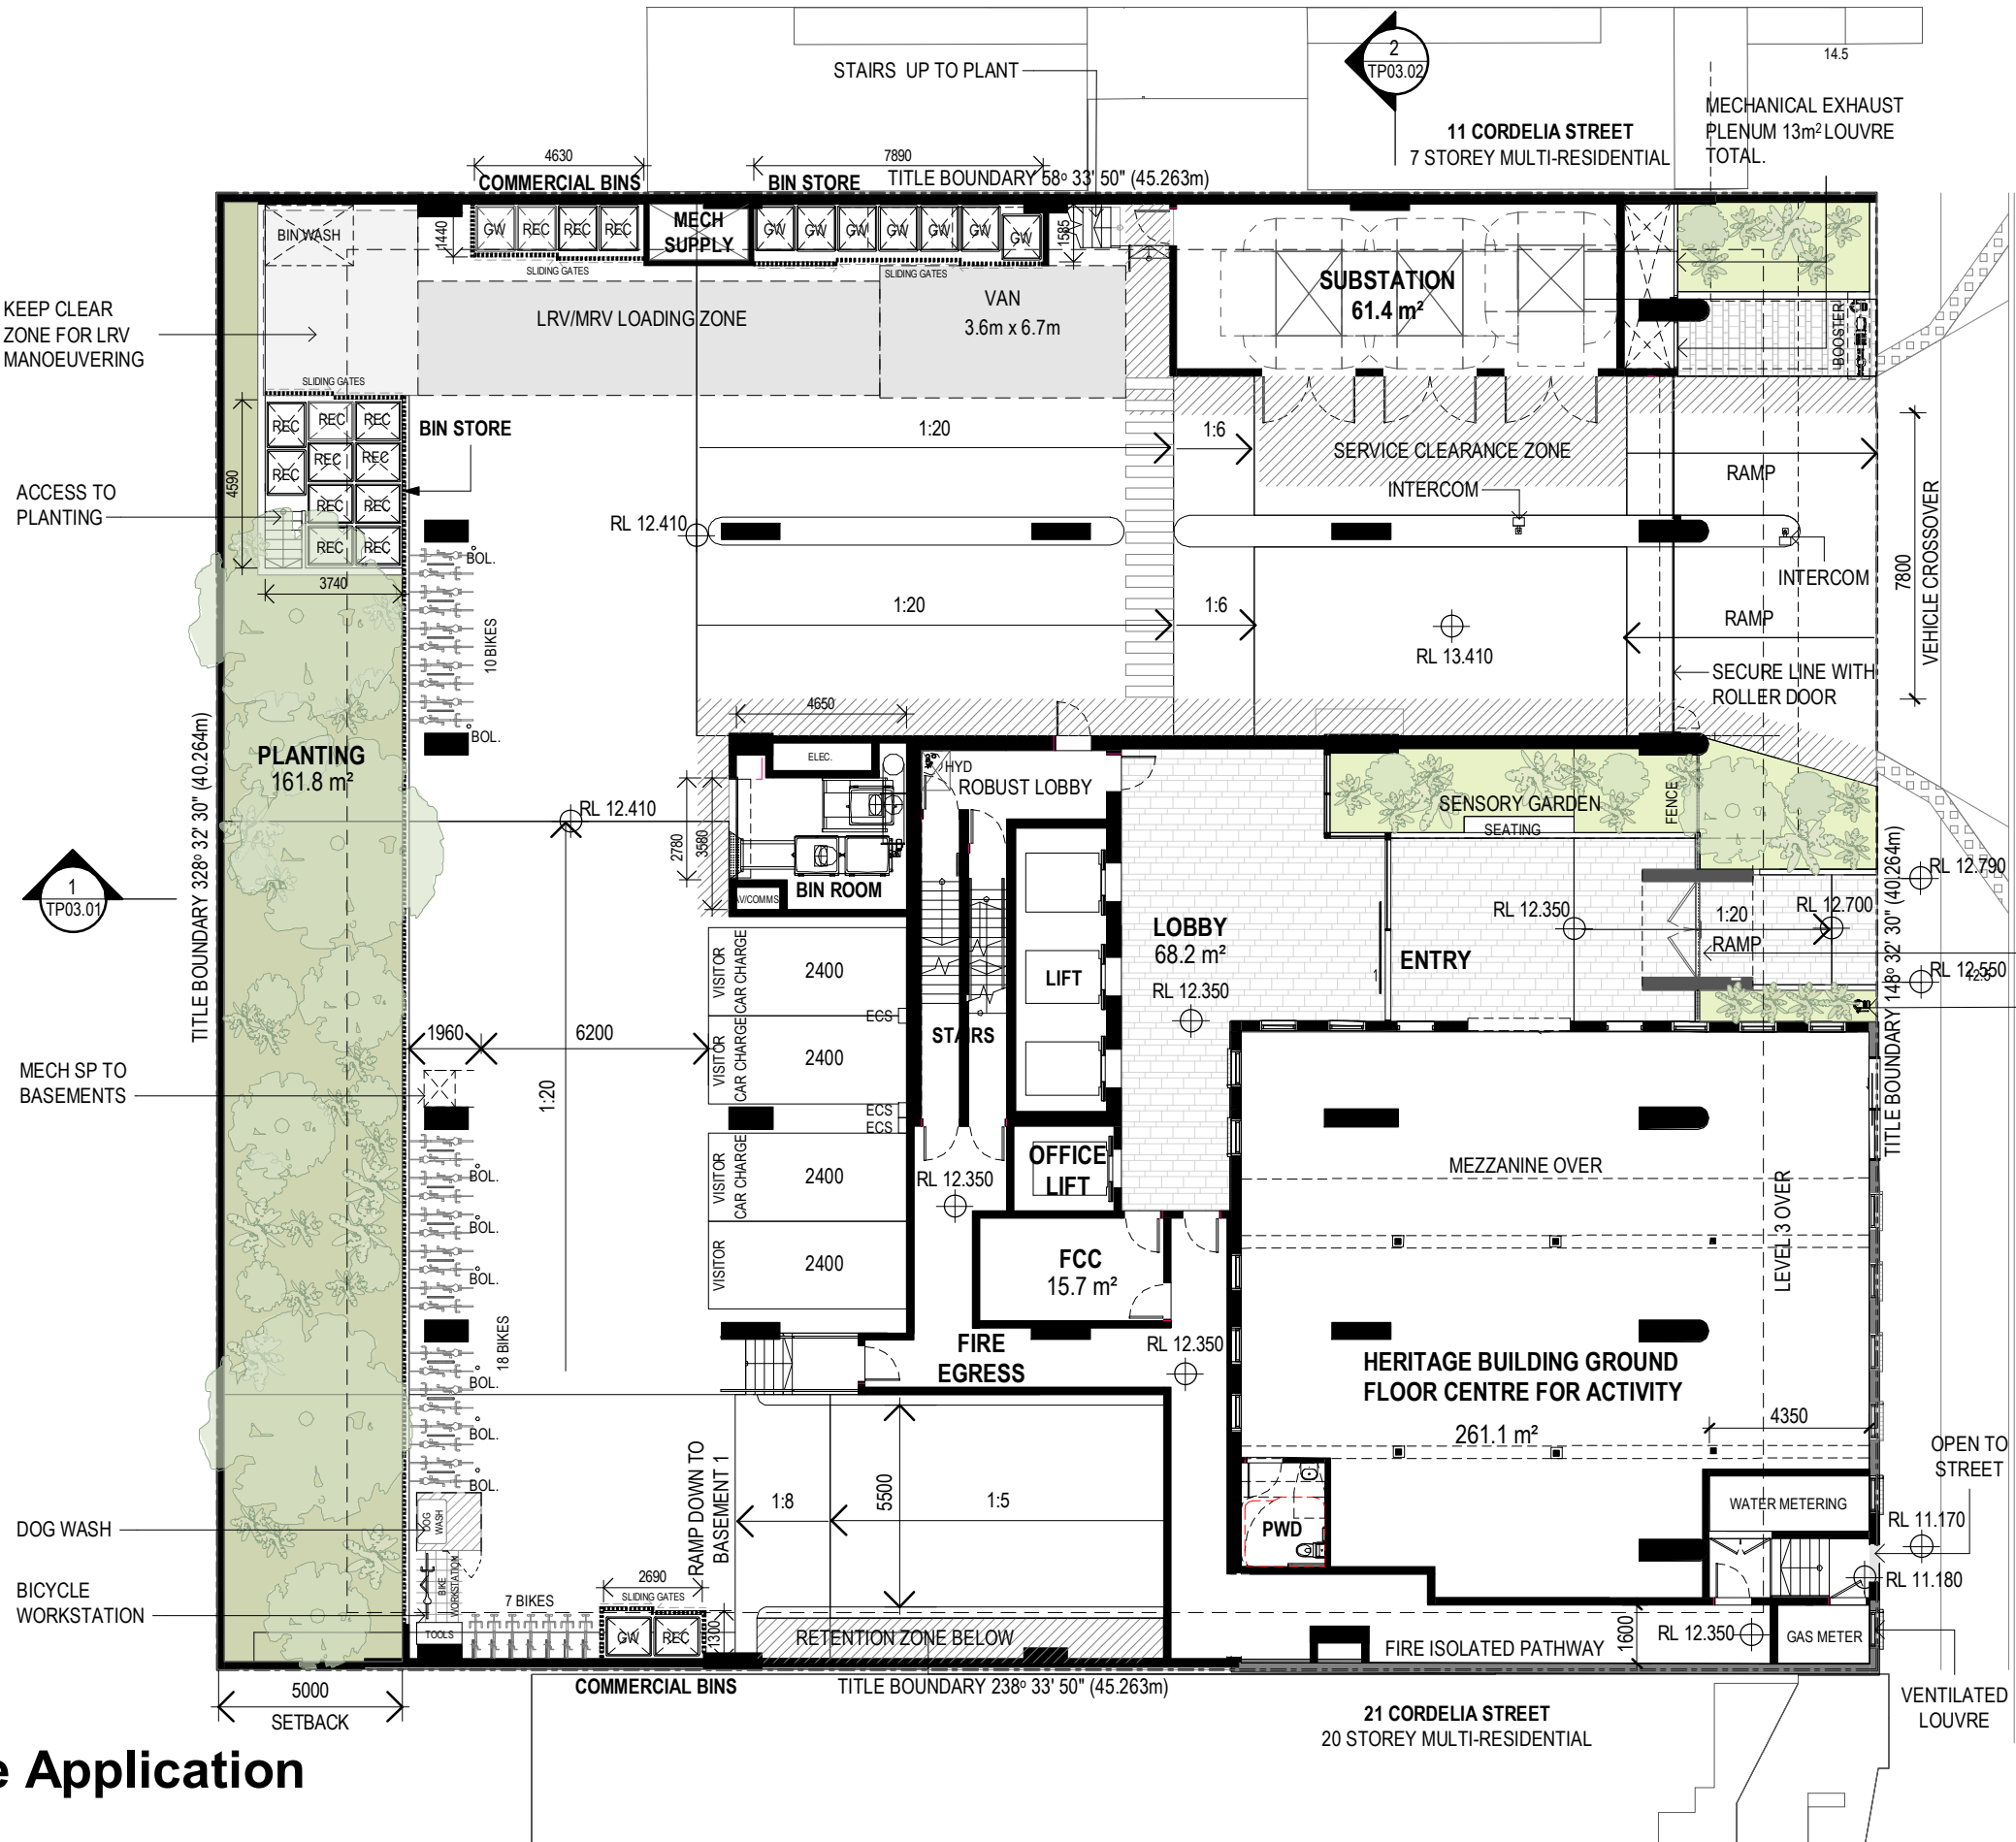 STAIRS UP TO PLANT
2
TP03.02
14.5
MECHANICAL EXHAUST
PLENUM 13m² LOUVRE
TOTAL.
11 CORDELIA STREET
7 STOREY MULTI-RESIDENTIAL
4630
7890
COMMERCIAL BINS
BIN STORE
TITLE BOUNDARY 58º 33' 50" (45.263m)
BIN WASH
1440
GW
REC
REC
REC
MECH
SUPPLY
GW
GW
GW
GW
GW
GW
GW
1585
SLIDING GATES
SLIDING GATES
SUBSTATION
61.4 m²
BOOSTER
KEEP CLEAR
ZONE FOR LRV
MANOEUVERING
LRV/MRV LOADING ZONE
VAN
3.6m x 6.7m
SLIDING GATES
REC
REC
REC
REC
REC
REC
REC
REC
REC
REC
BIN STORE
4590
3740
1:20
1:6
SERVICE CLEARANCE ZONE
RAMP
INTERCOM
ACCESS TO
PLANTING
RL 12.410
BOL.
10 BIKES
BOL.
INTERCOM
7800
VEHICLE CROSSOVER
1:20
1:6
RAMP
RL 13.410
SECURE LINE WITH
ROLLER DOOR
4650
TITLE BOUNDARY 328º 32' 30" (40.264m)
PLANTING
161.8 m²
RL 12.410
ELEC.
HYD
ROBUST LOBBY
2780
3580
BIN ROOM
AV/COMMS
SENSORY GARDEN
SEATING
FENCE
TITLE BOUNDARY 148º 32' 30" (40.264m)
RL 12.790
1
TP03.01
LOBBY
68.2 m²
RL 12.350
LIFT
ENTRY
RL 12.350
1:20
RAMP
RL 12.700
RL 12.550
12.5
VISITOR
CAR CHARGE
2400
ECS
VISITOR
CAR CHARGE
2400
ECS
ECS
VISITOR
CAR CHARGE
2400
VISITOR
2400
STAIRS
1960
6200
1:20
MECH SP TO
BASEMENTS
OFFICE
LIFT
RL 12.350
MEZZANINE OVER
LEVEL 3 OVER
BOL.
BOL.
BOL.
BOL.
BOL.
BOL.
18 BIKES
FCC
15.7 m²
FIRE
EGRESS
RL 12.350
HERITAGE BUILDING GROUND
FLOOR CENTRE FOR ACTIVITY
261.1 m²
4350
OPEN TO
STREET
RAMP DOWN TO
BASEMENT 1
1:8
5500
1:5
PWD
WATER METERING
RL 11.170
RL 11.180
DOG WASH
DOG
WASH
BICYCLE
WORKSTATION
BIKE
WORKSTATION
TOOLS
7 BIKES
2690
SLIDING GATES
GW
REC
1300
RETENTION ZONE BELOW
FIRE ISOLATED PATHWAY
1600
RL 12.350
GAS METER
COMMERCIAL BINS
TITLE BOUNDARY 238º 33' 50" (45.263m)
5000
SETBACK
21 CORDELIA STREET
20 STOREY MULTI-RESIDENTIAL
VENTILATED
LOUVRE
e Application